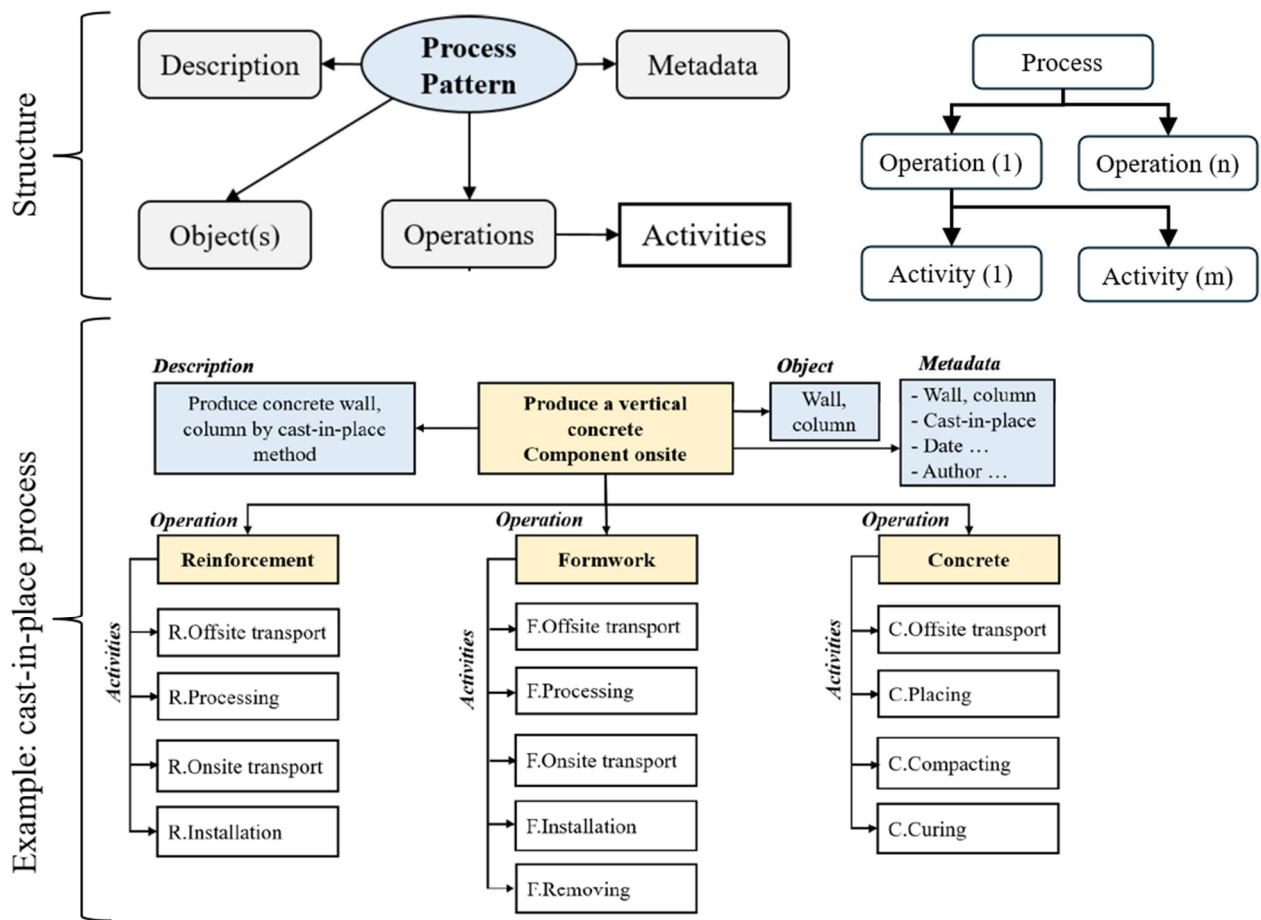 Structure
Description
Process
Pattern
Metadata
Object(s)
Operations
Activities
Process
Operation (1)
Operation (n)
Activity (1)
Activity (m)
Example: cast-in-place process
Description
Produce concrete wall,
column by cast-in-place
method
Produce a vertical
concrete
Component onsite
Object
Wall,
column
Metadata
- Wall, column
- Cast-in-place
- Date ...
- Author ...
Operation
Reinforcement
Activities
R.Offsite transport
R.Processing
R.Onsite transport
R.Installation
Operation
Formwork
Activities
F.Offsite transport
F.Processing
F.Onsite transport
F.Installation
F.Removing
Operation
Concrete
Activities
C.Offsite transport
C.Placing
C.Compacting
C.Curing